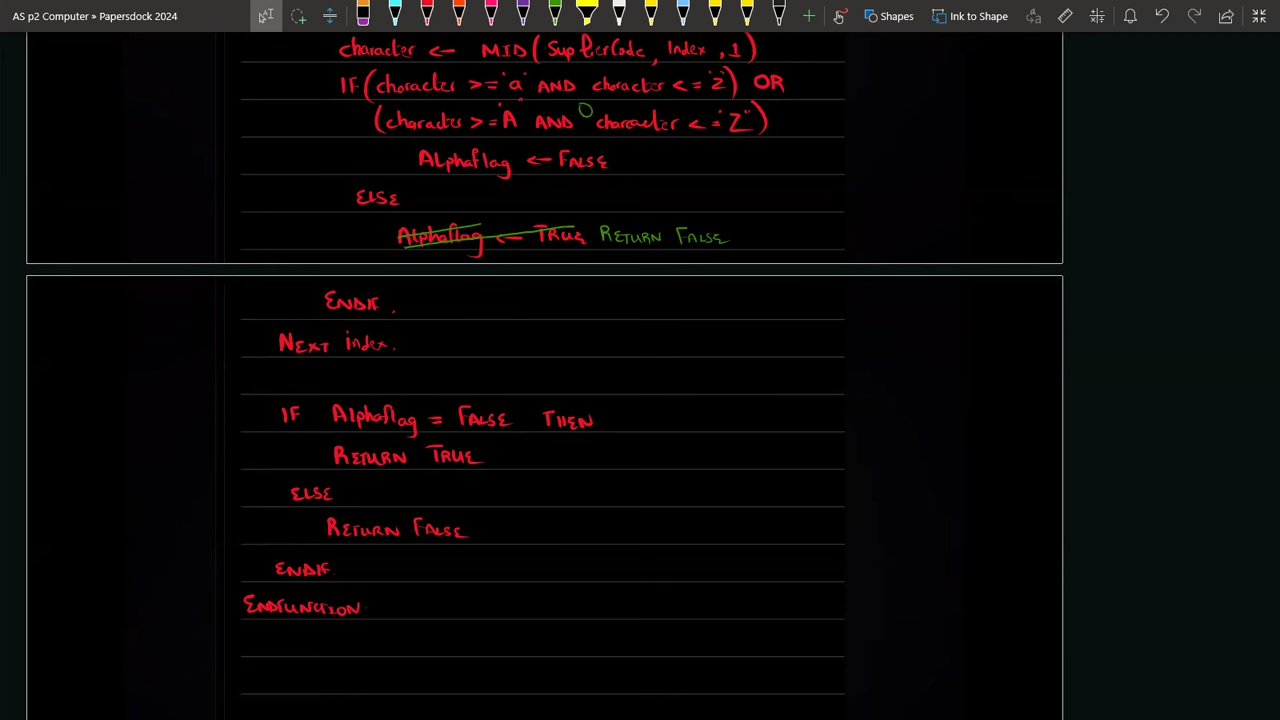 AS p2 Computer » Papersdock 2024
Shapes
Ink to Shape
character ← MID(SupplierCode, Index, 1)
IF(character >= "a" AND character <= "z") OR
(character >= "A" AND character <= "Z")
Alphaflag ← FALSE
ELSE
Alphaflag ← TRUE RETURN FALSE
ENDIF.
NEXT index.
IF Alphaflag = FALSE THEN
RETURN TRUE
ELSE
RETURN FALSE
ENDIF
ENDFUNCTION